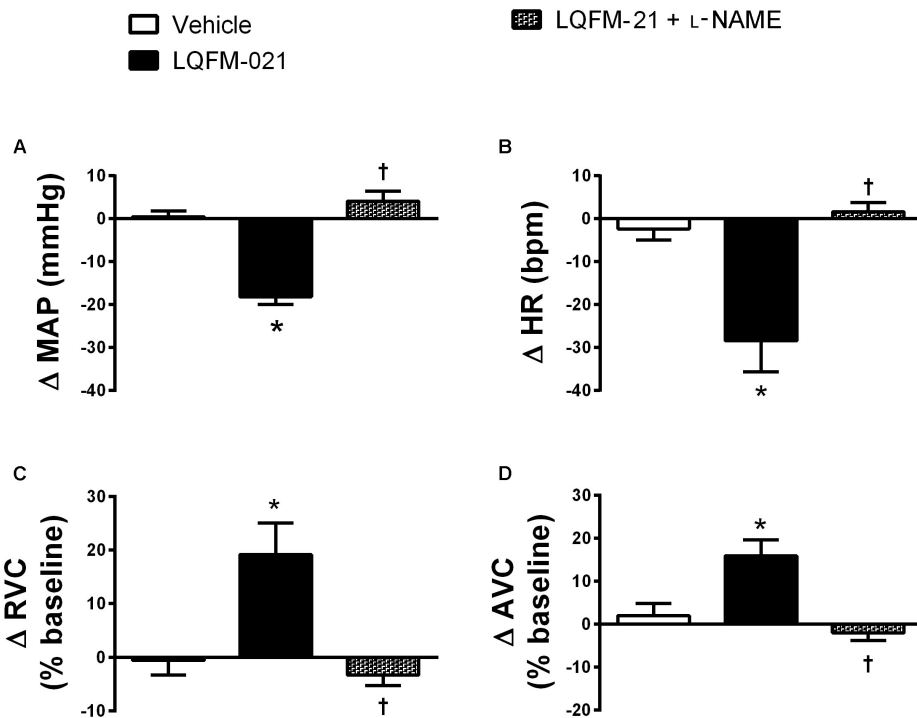 Vehicle
LQFM-021
LQFM-21 + L-NAME
A
Δ MAP (mmHg)
10
0
-10
-20
-30
-40
*
†
B
Δ HR (bpm)
10
0
-10
-20
-30
-40
*
†
C
Δ RVC
(% baseline)
30
20
10
0
-10
*
†
D
Δ AVC
(% baseline)
30
20
10
0
-10
-20
*
†